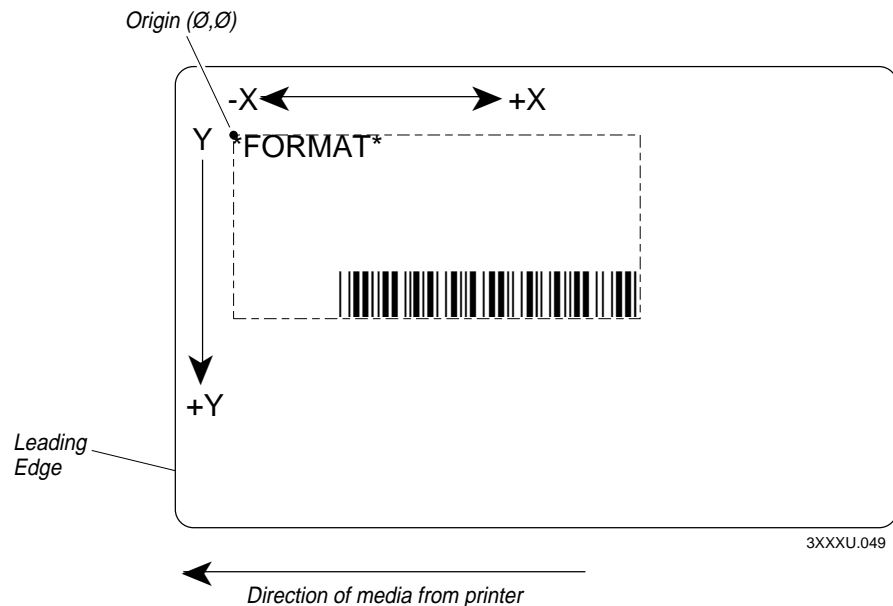 Origin (Ø,Ø)
-X +X
Y
*FORMAT*
+Y
Leading
Edge
3XXXU.049
Direction of media from printer